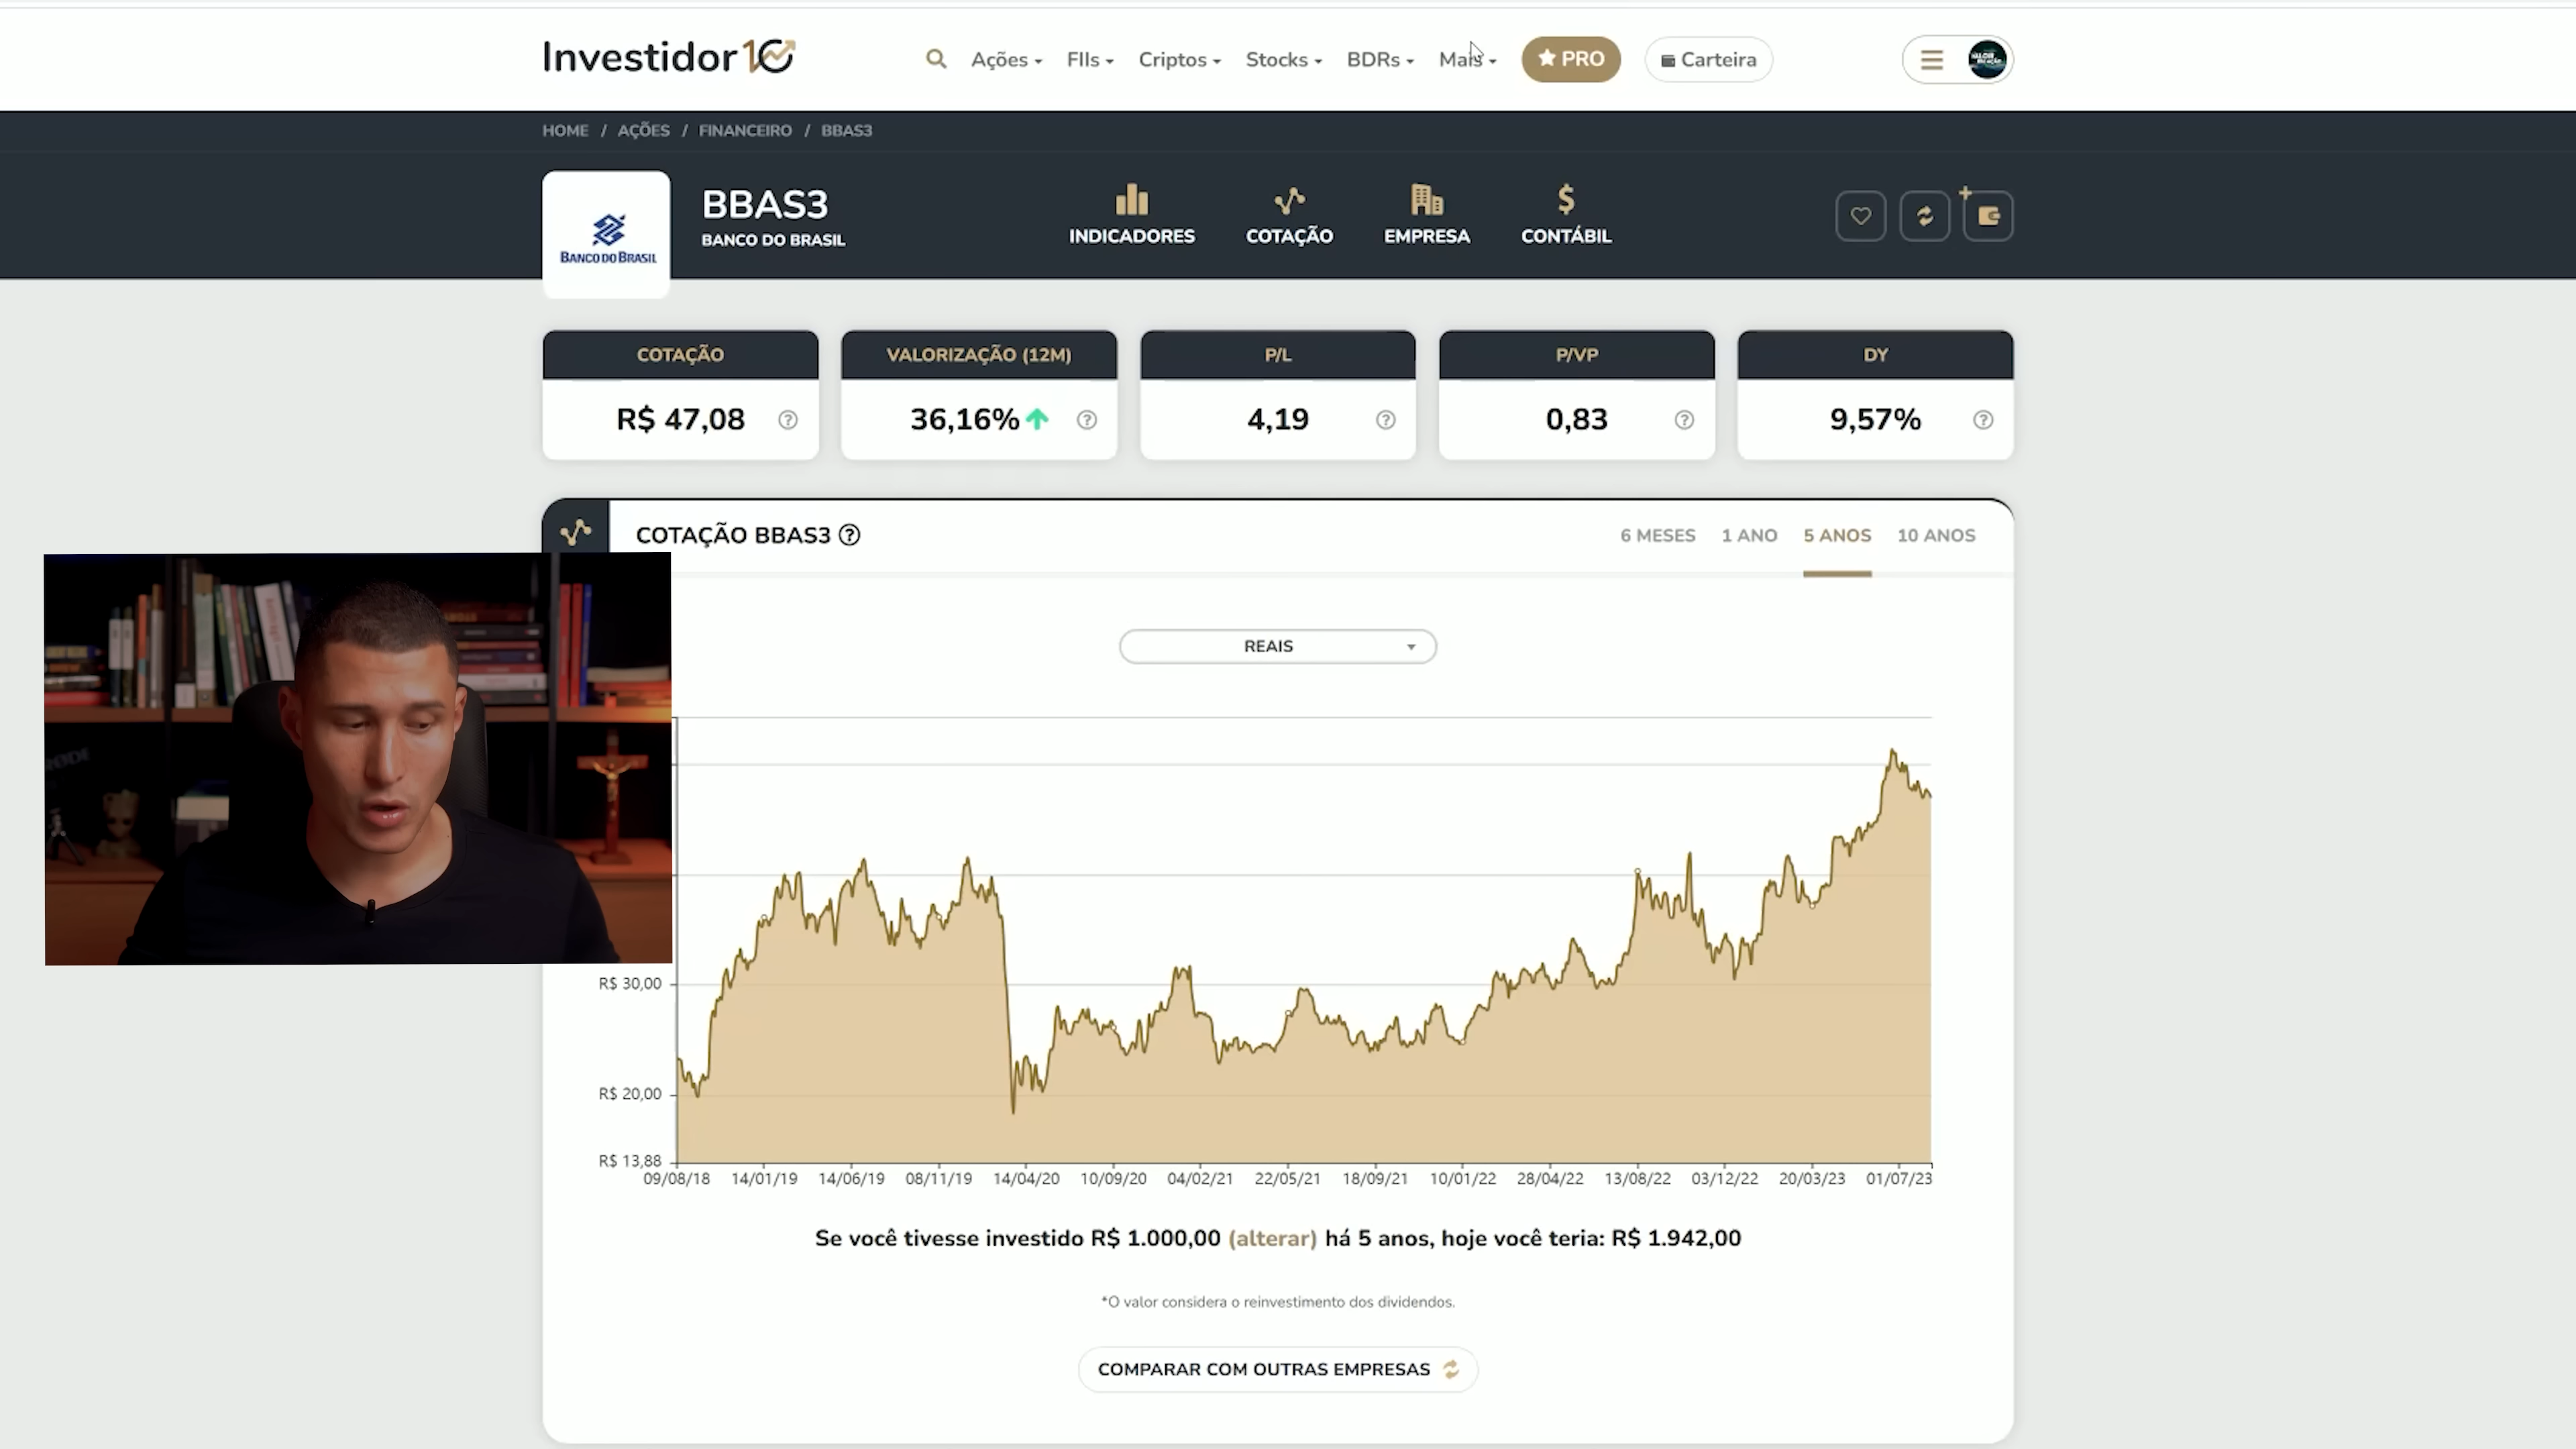 Investidor10
Ações FIIs Criptos Stocks BDRs Mais PRO Carteira
HOME / AÇÕES / FINANCEIRO / BBAS3
BBAS3
BANCO DO BRASIL
INDICADORES COTAÇÃO EMPRESA CONTÁBIL
BANCO DO BRASIL
COTAÇÃO VALORIZAÇÃO (12M) P/L P/VP DY
R$ 47,08 36,16% 4,19 0,83 9,57%
COTAÇÃO BBAS3
6 MESES 1 ANO 5 ANOS 10 ANOS
REAIS
R$ 30,00
R$ 20,00
R$ 13,88
09/08/18 14/01/19 14/06/19 08/11/19 14/04/20 10/09/20 04/02/21 22/05/21 18/09/21 10/01/22 28/04/22 13/08/22 03/12/22 20/03/23 01/07/23
Se você tivesse investido R$ 1.000,00 (alterar) há 5 anos, hoje você teria: R$ 1.942,00
*O valor considera o reinvestimento dos dividendos.
COMPARAR COM OUTRAS EMPRESAS